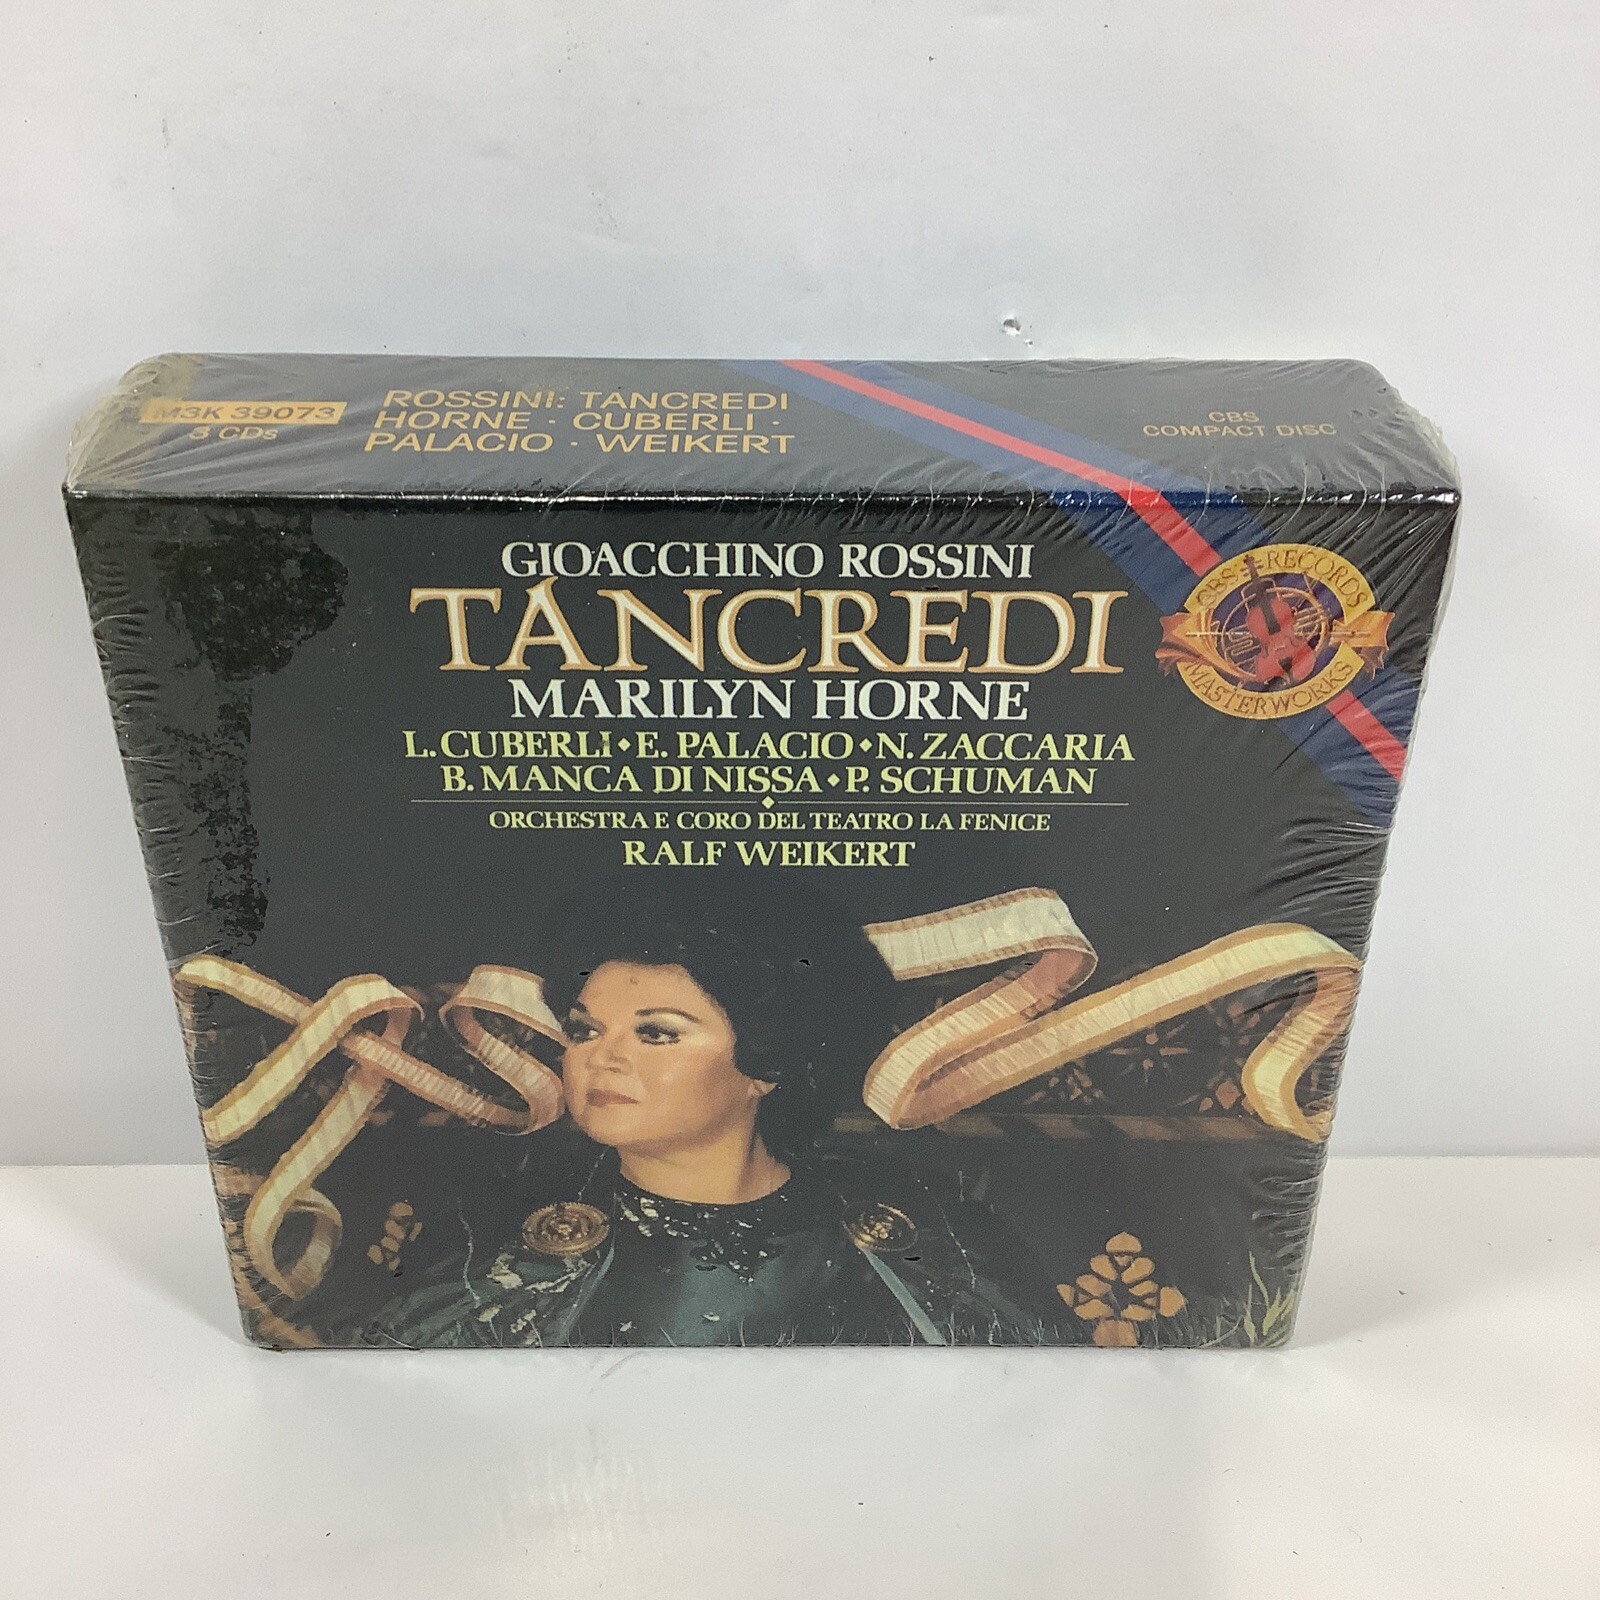 M3K 39073
3 CDs
ROSSINI: TANCREDI
HORNE · CUBERLI ·
PALACIO · WEIKERT
CBS
COMPACT DISC
GIOACCHINO ROSSINI
TANCREDI
MARILYN HORNE
L. CUBERLI ◆ E. PALACIO ◆ N. ZACCARIA
B. MANCA DI NISSA ◆ P. SCHUMAN
ORCHESTRA E CORO DEL TEATRO LA FENICE
RALF WEIKERT
CBS RECORDS
MASTERWORKS